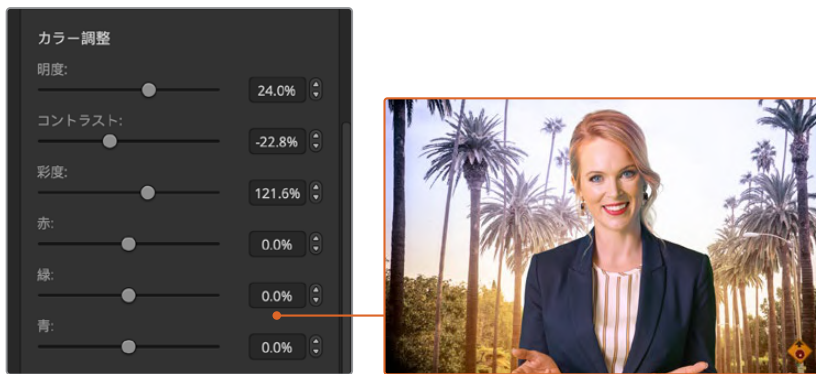 カラー調整
明度:
24.0%
コントラスト:
-22.8%
彩度:
121.6%
赤:
0.0%
緑:
0.0%
青:
0.0%